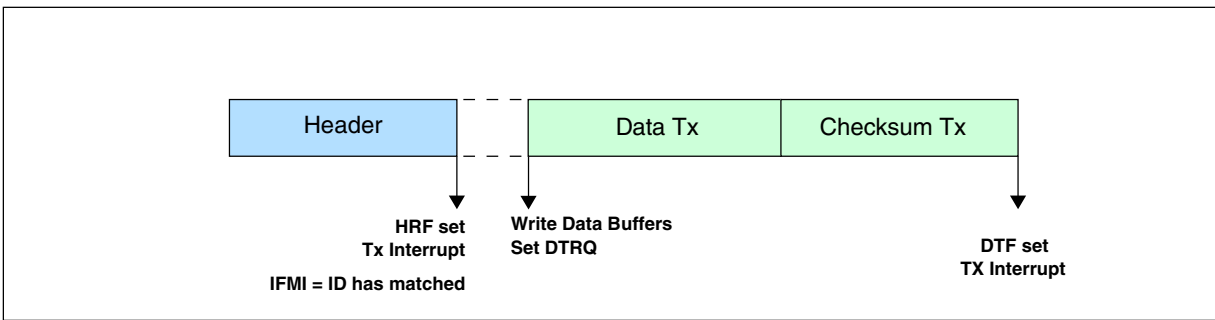 Header
Data Tx
Checksum Tx
HRF set
Tx Interrupt
IFMI = ID has matched
Write Data Buffers
Set DTRQ
DTF set
TX Interrupt